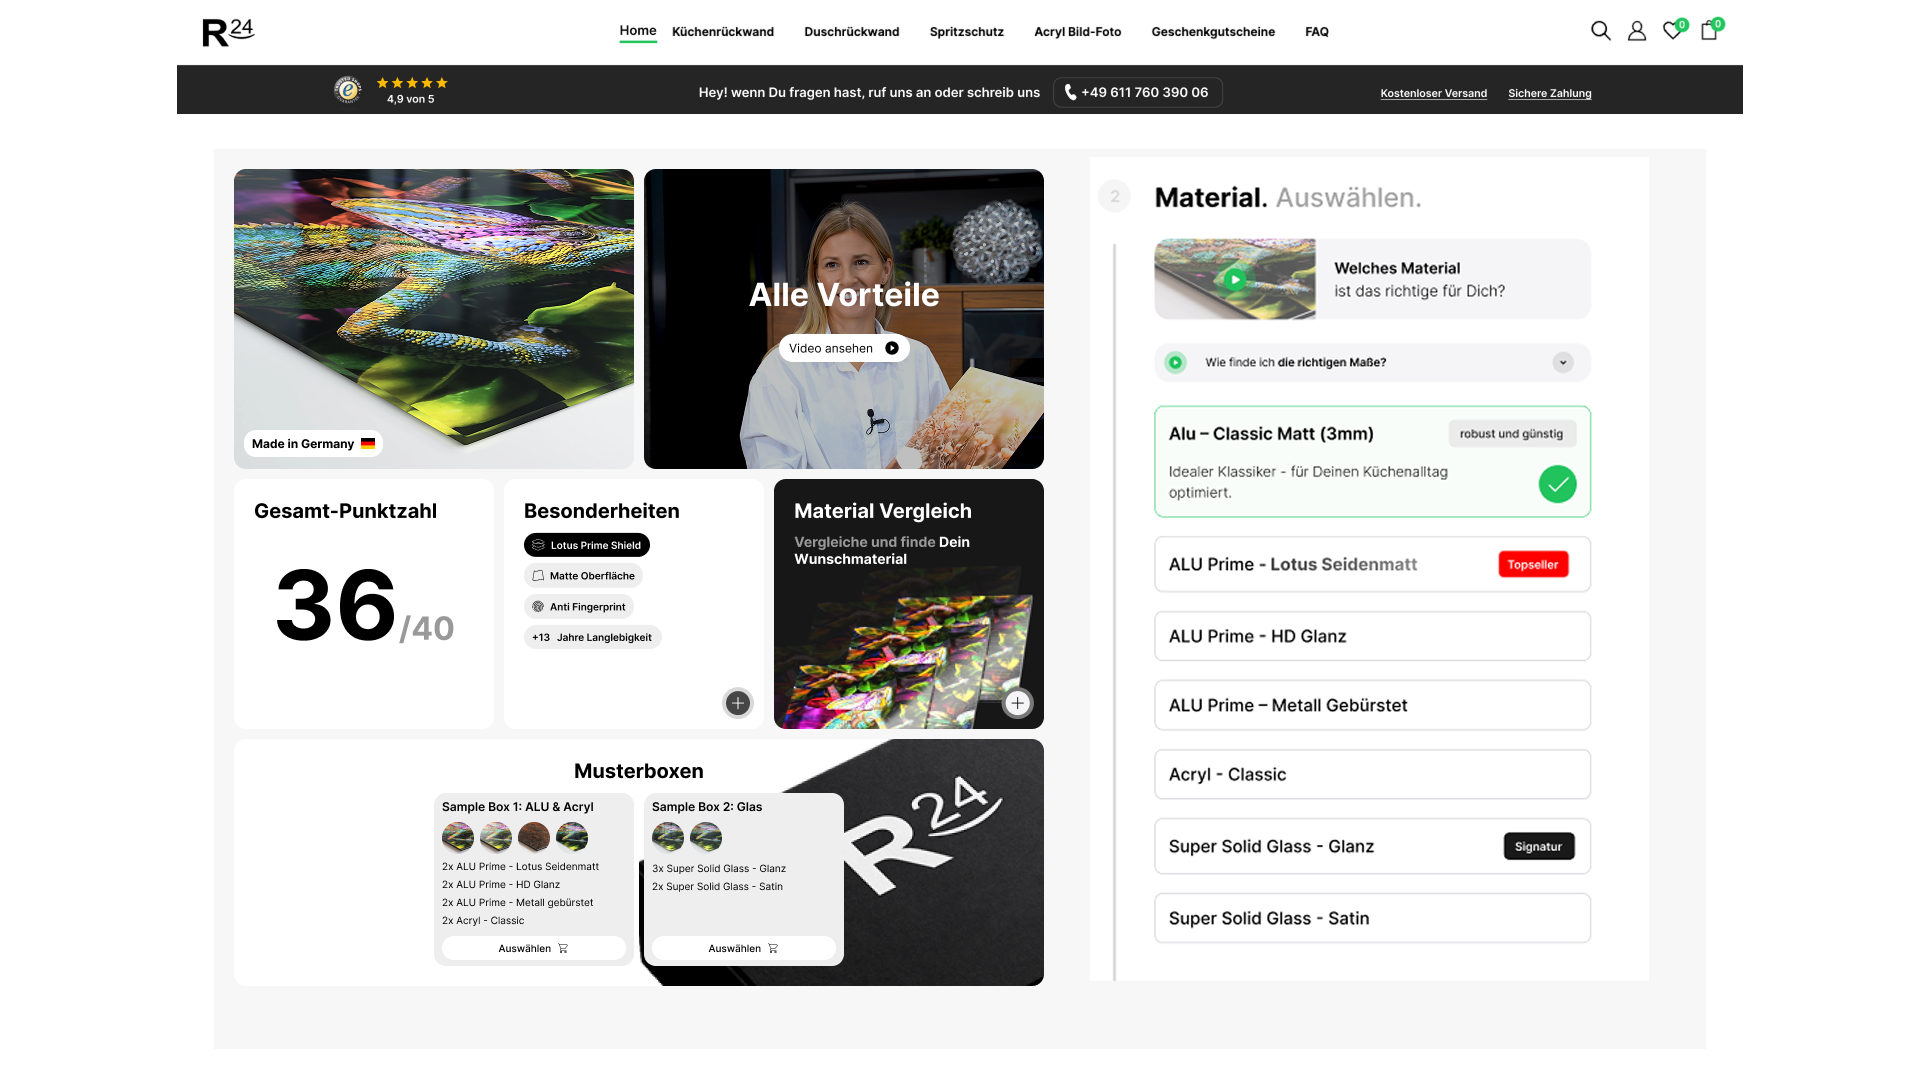 R24
Home
Küchenrückwand
Duschrückwand
Spritzschutz
Acryl Bild-Foto
Geschenkgutscheine
FAQ
0
0
4,9 von 5
Hey! wenn Du fragen hast, ruf uns an oder schreib uns
+49 611 760 390 06
Kostenloser Versand
Sichere Zahlung
Made in Germany
Alle Vorteile
Video ansehen
Gesamt-Punktzahl
36/40
Besonderheiten
Lotus Prime Shield
Matte Oberfläche
Anti Fingerprint
+13 Jahre Langlebigkeit
Material Vergleich
Vergleiche und finde Dein
Wunschmaterial
Musterboxen
Sample Box 1: ALU & Acryl
2x ALU Prime - Lotus Seidenmatt
2x ALU Prime - HD Glanz
2x ALU Prime - Metall gebürstet
2x Acryl - Classic
Auswählen
Sample Box 2: Glas
3x Super Solid Glass - Glanz
2x Super Solid Glass - Satin
Auswählen
R24
2
Material. Auswählen.
Welches Material
ist das richtige für Dich?
Wie finde ich die richtigen Maße?
Alu – Classic Matt (3mm)
robust und günstig
Idealer Klassiker - für Deinen Küchenalltag
optimiert.
ALU Prime - Lotus Seidenmatt
Topseller
ALU Prime - HD Glanz
ALU Prime – Metall Gebürstet
Acryl - Classic
Super Solid Glass - Glanz
Signatur
Super Solid Glass - Satin